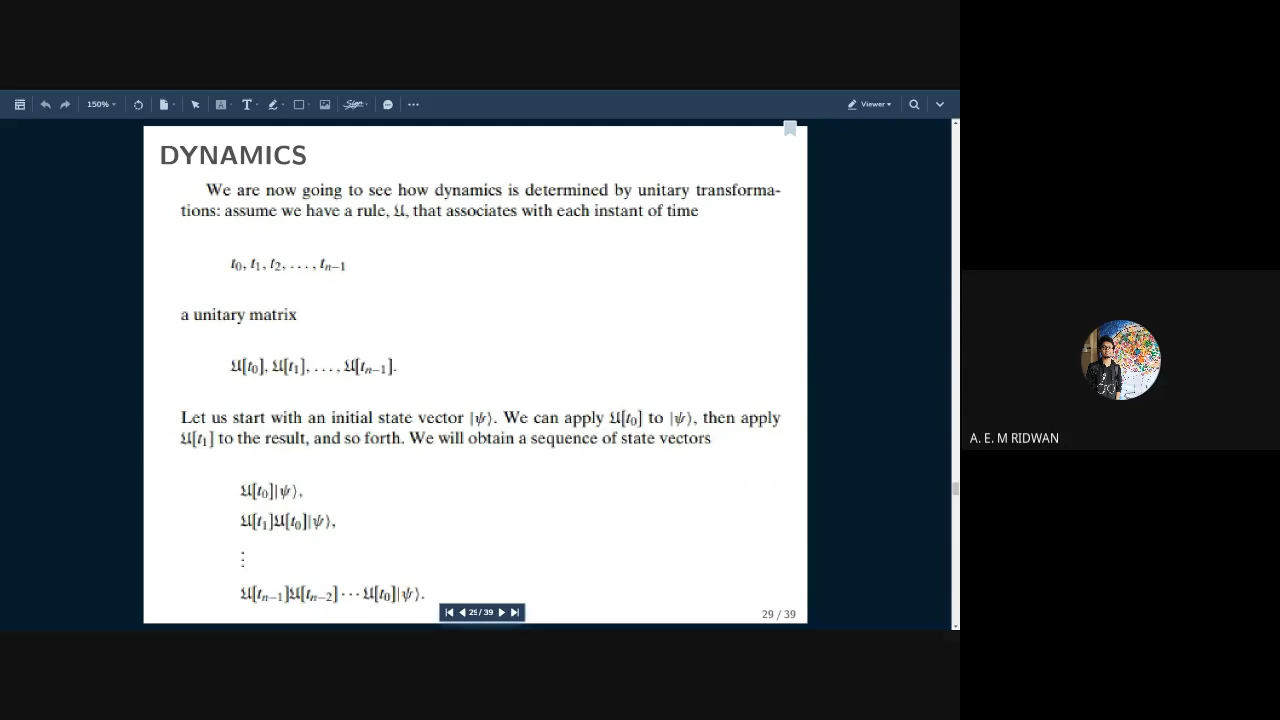 150%
T
Sign
Viewer
DYNAMICS
We are now going to see how dynamics is determined by unitary transforma-
tions: assume we have a rule, 𝔘, that associates with each instant of time
t₀, t₁, t₂, . . . , tₙ₋₁
a unitary matrix
𝔘[t₀], 𝔘[t₁], . . . , 𝔘[tₙ₋₁].
Let us start with an initial state vector |ψ⟩. We can apply 𝔘[t₀] to |ψ⟩, then apply
𝔘[t₁] to the result, and so forth. We will obtain a sequence of state vectors
𝔘[t₀]|ψ⟩,
𝔘[t₁]𝔘[t₀]|ψ⟩,
⋮
𝔘[tₙ₋₁]𝔘[tₙ₋₂] · · · 𝔘[t₀]|ψ⟩.
29 / 39
29 / 39
A. E. M RIDWAN